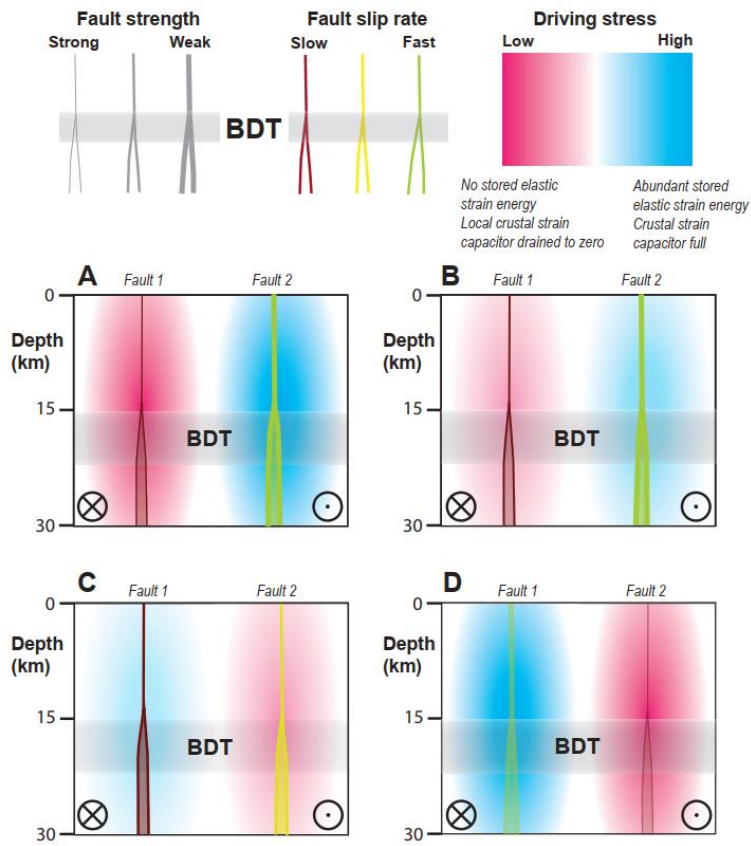 Fault strength
Strong
Weak
Fault slip rate
Slow
Fast
BDT
Driving stress
Low
High
No stored elastic
strain energy
Local crustal strain
capacitor drained to zero
Abundant stored
elastic strain energy
Crustal strain
capacitor full
A
Fault 1
Fault 2
0
Depth
(km)
15
BDT
30
B
Fault 1
Fault 2
0
Depth
(km)
15
BDT
30
C
Fault 1
Fault 2
0
Depth
(km)
15
BDT
30
D
Fault 1
Fault 2
0
Depth
(km)
15
BDT
30